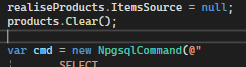 realiseProducts.ItemsSource = null;
products.Clear();
var cmd = new NpgsqlCommand(@"
SELECT